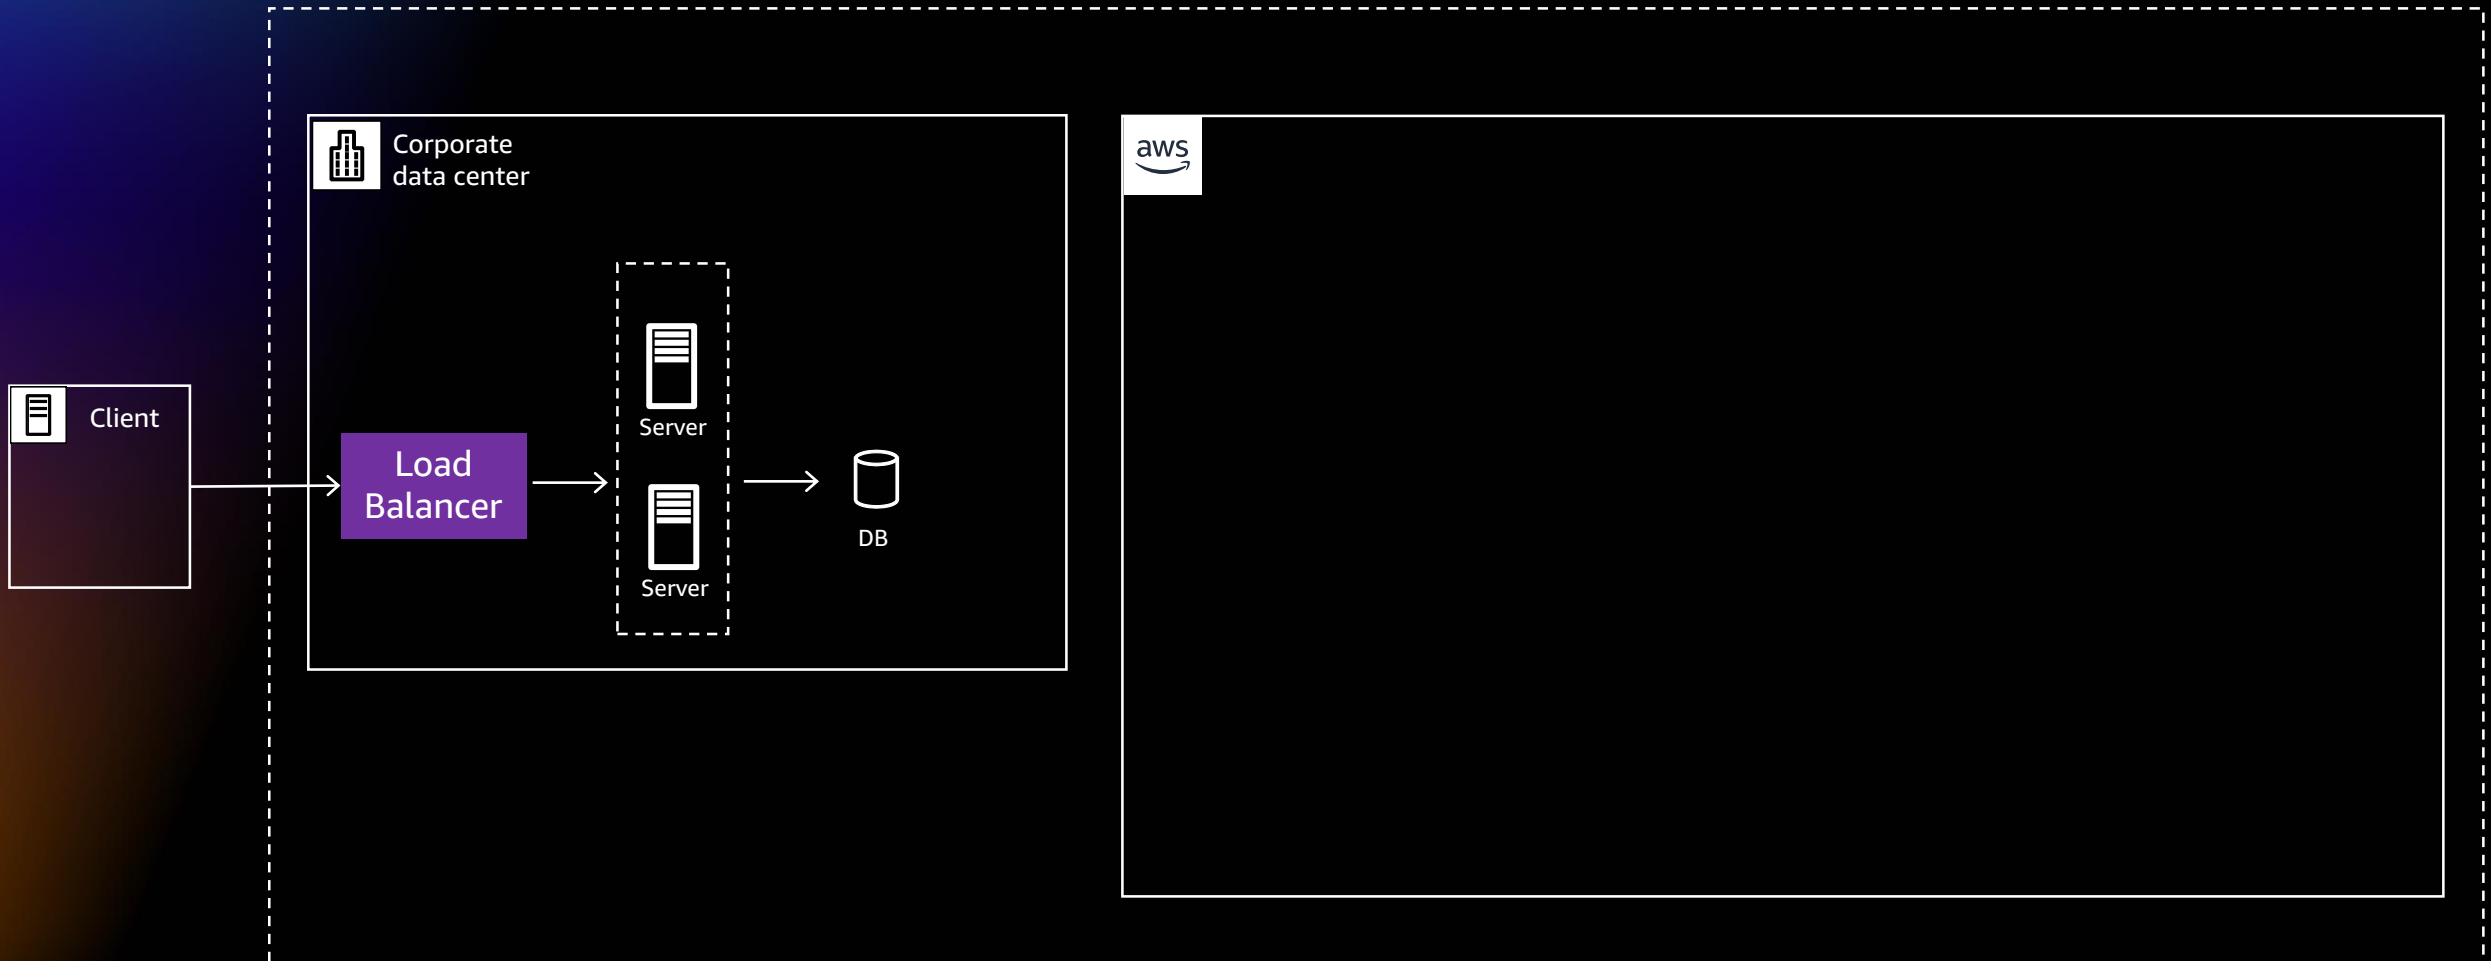 Corporate
data center
aws
Client
Load
Balancer
Server
Server
DB